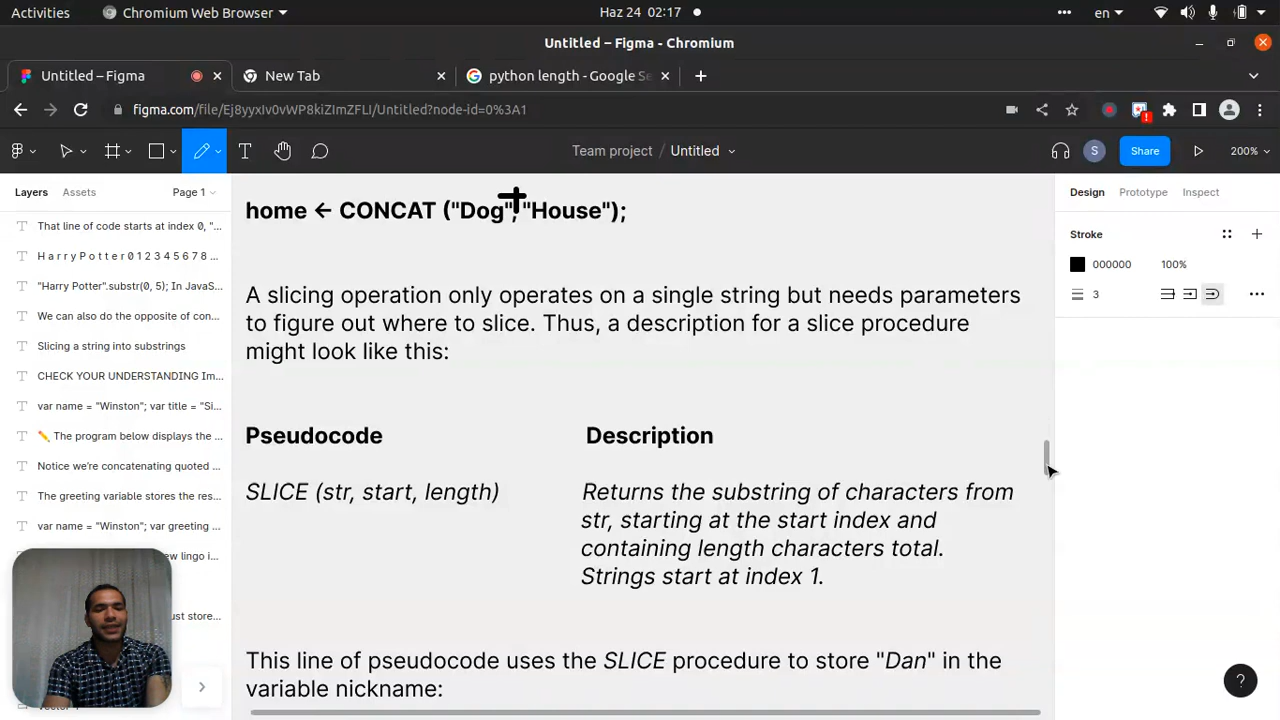 Activities
Chromium Web Browser
Haz 24 02:17
en
Untitled – Figma - Chromium
Untitled – Figma
New Tab
python length - Google Se
figma.com/file/Ej8yyxIv0vWP8kiZImZFLI/Untitled?node-id=0%3A1
Team project / Untitled
S
Share
200%
Layers
Assets
Page 1
Design
Prototype
Inspect
That line of code starts at index 0, "...
H a r r y P o t t e r 0 1 2 3 4 5 6 7 8 ...
"Harry Potter".substr(0, 5); In JavaS...
We can also do the opposite of con...
Slicing a string into substrings
CHECK YOUR UNDERSTANDING Im...
var name = "Winston"; var title = "Si...
✏️ The program below displays the ...
Notice we're concatenating quoted ...
The greeting variable stores the res...
var name = "Winston"; var greeting ...
ew lingo i...
ust store...
Stroke
000000
100%
3
home ← CONCAT ("Dog", "House");
A slicing operation only operates on a single string but needs parameters
to figure out where to slice. Thus, a description for a slice procedure
might look like this:
Pseudocode
Description
SLICE (str, start, length)
Returns the substring of characters from
str, starting at the start index and
containing length characters total.
Strings start at index 1.
This line of pseudocode uses the SLICE procedure to store "Dan" in the
variable nickname:
?